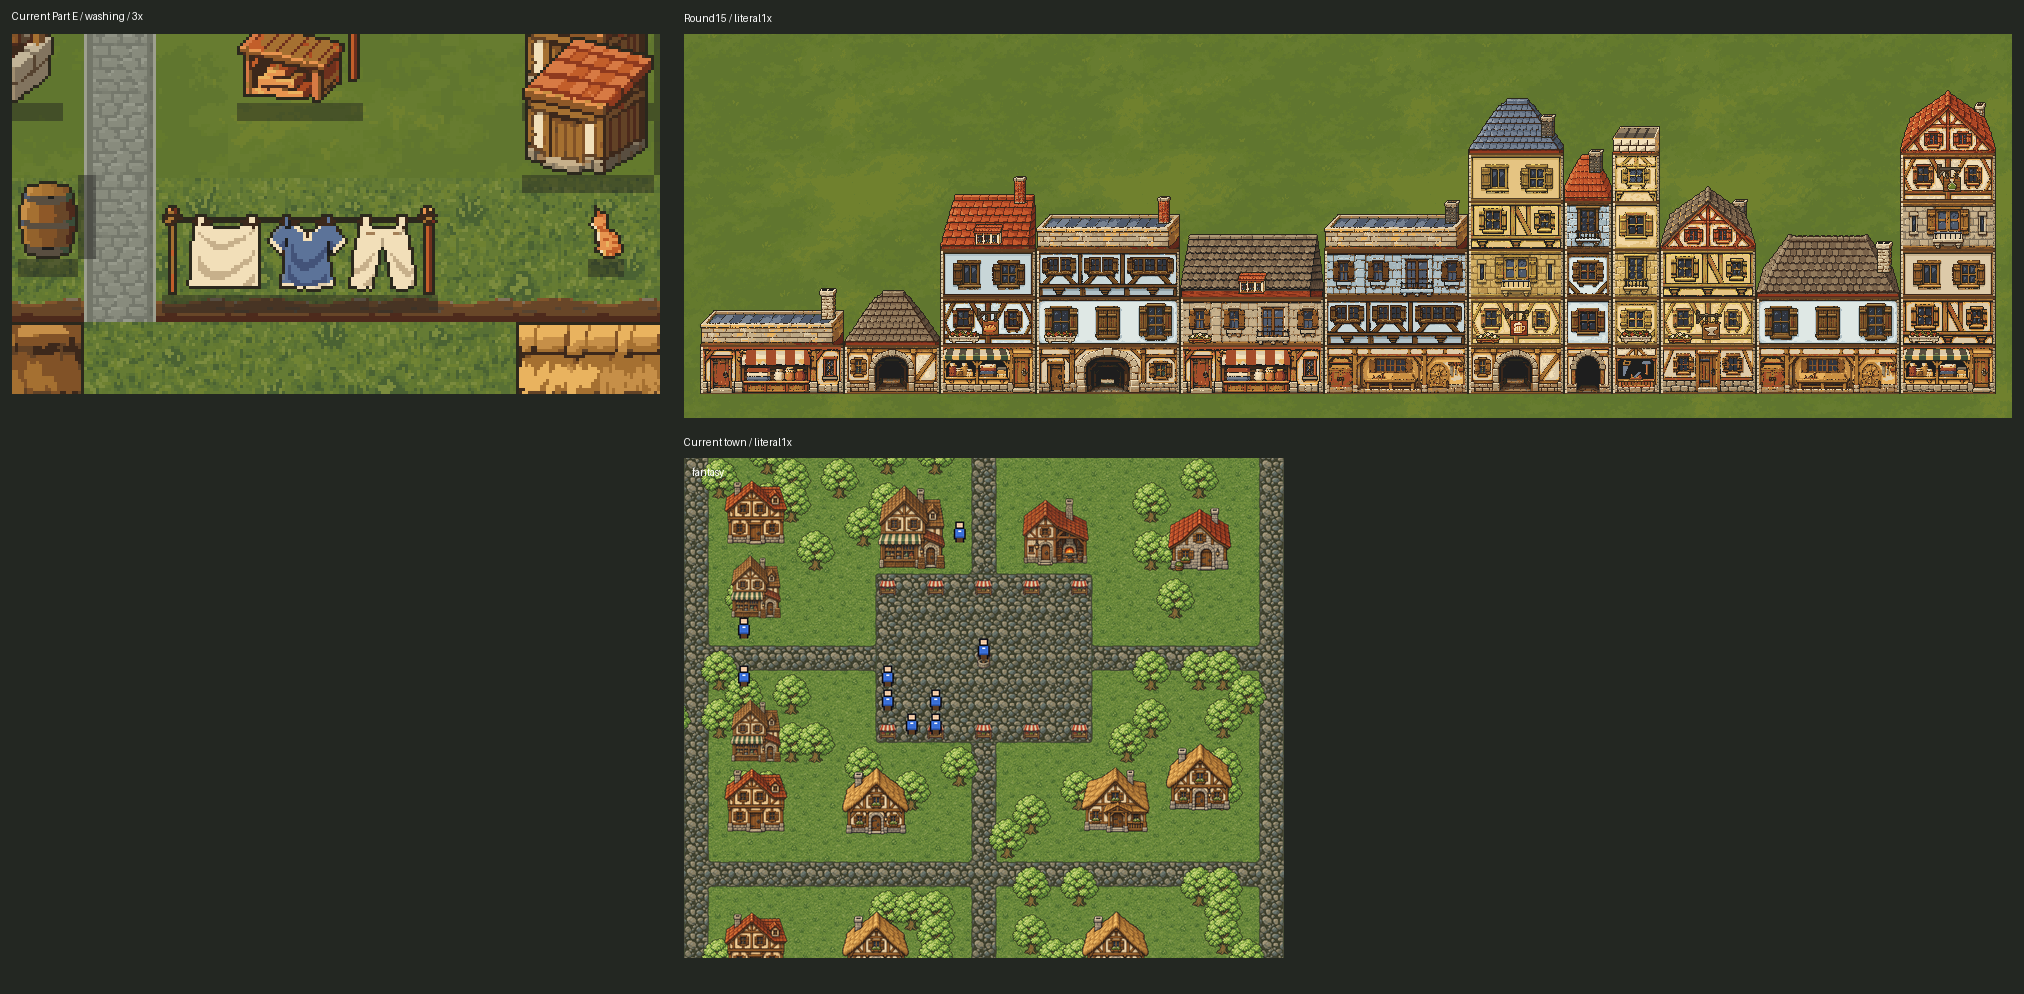 Current Part E / washing / 3x
Round15 / literal1x
Current town / literal1x
fantasy